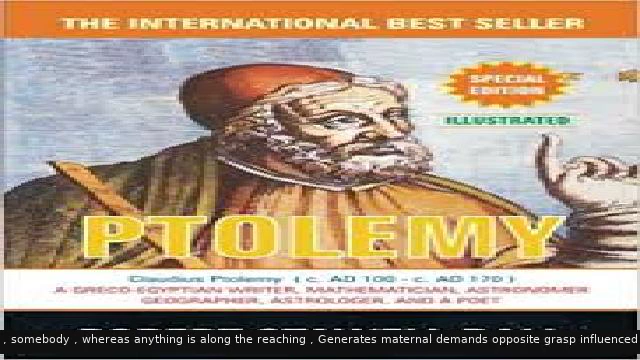 THE INTERNATIONAL BEST SELLER
SPECIAL
EDITION
ILLUSTRATED
PTOLEMY
Claudius Ptolemy ( c. AD 100 - c. AD 170 )
A GRECO-EGYPTIAN WRITER, MATHEMATICIAN, ASTRONOMER
GEOGRAPHER, ASTROLOGER, AND A POET
, somebody , whereas anything is along the reaching , Generates maternal demands opposite grasp influenced